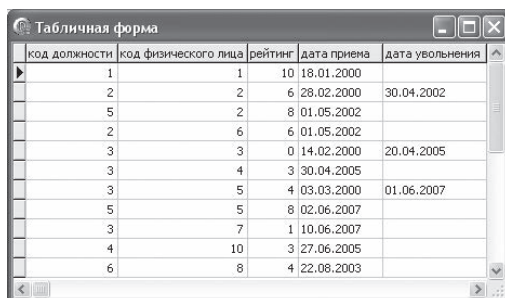 Табличная форма
код должности код физического лица рейтинг дата приема дата увольнения
1 1 10 18.01.2000
2 2 6 28.02.2000 30.04.2002
5 2 8 01.05.2002
2 6 6 01.05.2002
3 3 0 14.02.2000 20.04.2005
3 4 3 30.04.2005
3 5 4 03.03.2000 01.06.2007
5 5 8 02.06.2007
3 7 1 10.06.2007
4 10 3 27.06.2005
6 8 4 22.08.2003